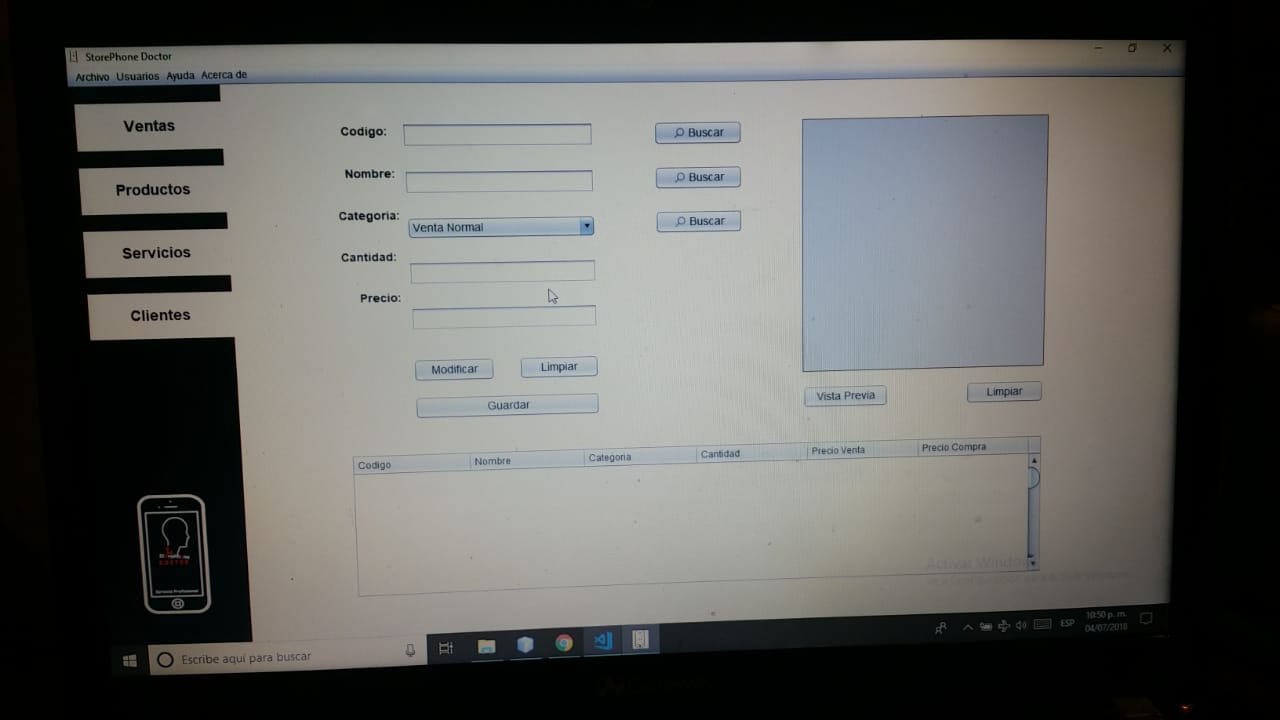 StorePhone Doctor
Archivo Usuarios Ayuda Acerca de
Ventas
Productos
Servicios
Clientes
Codigo:
Buscar
Nombre:
Buscar
Categoria:
Venta Normal
Buscar
Cantidad:
Precio:
Modificar
Limpiar
Guardar
Vista Previa
Limpiar
Codigo Nombre Categoria Cantidad Precio Venta Precio Compra
DOCTOR
Servicio Profesional
Activar Windows
Escribe aquí para buscar
ESP
10:50 p. m.
04/07/2018